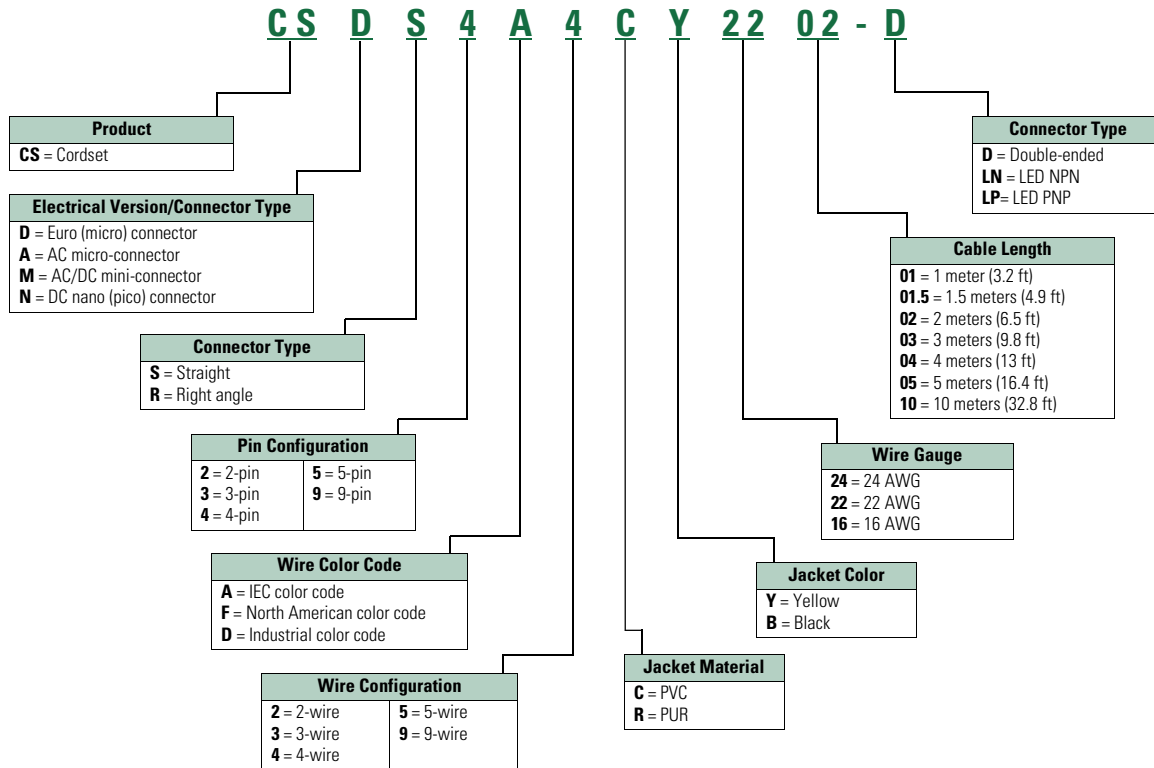 CS D S 4 A 4 C Y 22 02 - D
Product
CS = Cordset
Electrical Version/Connector Type
D = Euro (micro) connector
A = AC micro-connector
M = AC/DC mini-connector
N = DC nano (pico) connector
Connector Type
S = Straight
R = Right angle
Pin Configuration
2 = 2-pin
3 = 3-pin
4 = 4-pin
5 = 5-pin
9 = 9-pin
Wire Color Code
A = IEC color code
F = North American color code
D = Industrial color code
Wire Configuration
2 = 2-wire
3 = 3-wire
4 = 4-wire
5 = 5-wire
9 = 9-wire
Jacket Material
C = PVC
R = PUR
Jacket Color
Y = Yellow
B = Black
Wire Gauge
24 = 24 AWG
22 = 22 AWG
16 = 16 AWG
Cable Length
01 = 1 meter (3.2 ft)
01.5 = 1.5 meters (4.9 ft)
02 = 2 meters (6.5 ft)
03 = 3 meters (9.8 ft)
04 = 4 meters (13 ft)
05 = 5 meters (16.4 ft)
10 = 10 meters (32.8 ft)
Connector Type
D = Double-ended
LN = LED NPN
LP= LED PNP